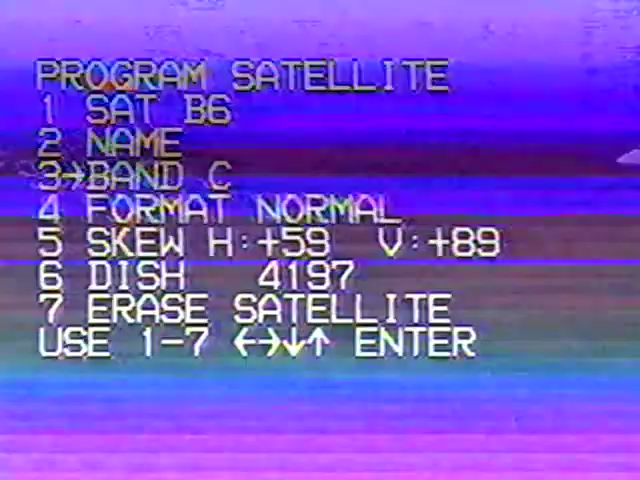 PROGRAM SATELLITE
1 SAT B6
2 NAME
3→BAND C
4 FORMAT NORMAL
5 SKEW H:+59 V:+89
6 DISH 4197
7 ERASE SATELLITE
USE 1-7 ←→↓↑ ENTER